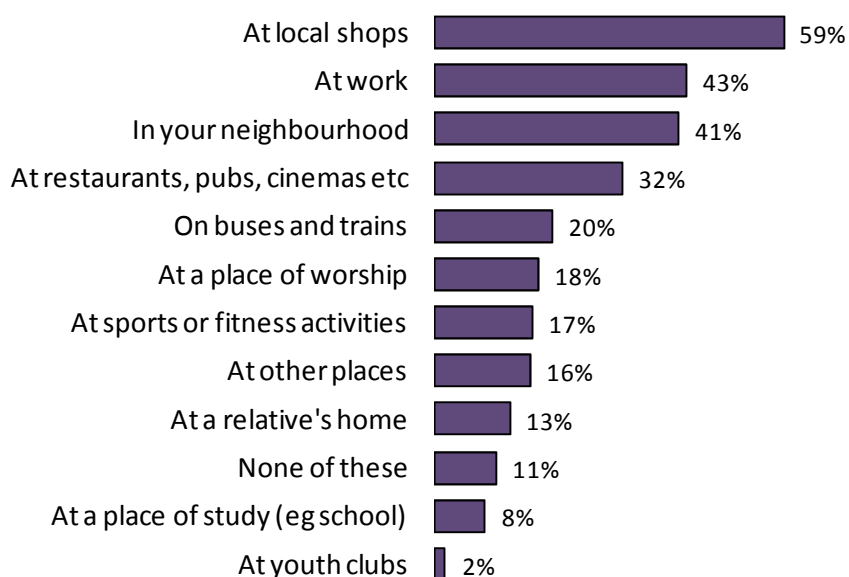 At local shops 59%
At work 43%
In your neighbourhood 41%
At restaurants, pubs, cinemas etc 32%
On buses and trains 20%
At a place of worship 18%
At sports or fitness activities 17%
At other places 16%
At a relative's home 13%
None of these 11%
At a place of study (eg school) 8%
At youth clubs 2%